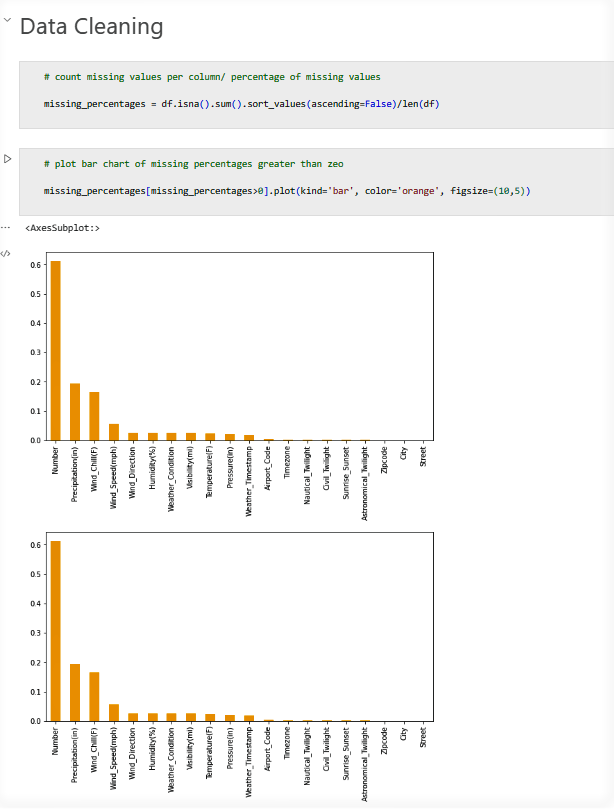 Data Cleaning
# count missing values per column/ percentage of missing values
missing_percentages = df.isna().sum().sort_values(ascending=False)/len(df)
# plot bar chart of missing percentages greater than zeo
missing_percentages[missing_percentages>0].plot(kind='bar', color='orange', figsize=(10,5))
<AxesSubplot:>
0.6
0.5
0.4
0.3
0.2
0.1
0.0
Number
Precipitation(in)
Wind_Chill(F)
Wind_Speed(mph)
Wind_Direction
Humidity(%)
Weather_Condition
Visibility(mi)
Temperature(F)
Pressure(in)
Weather_Timestamp
Airport_Code
Timezone
Nautical_Twilight
Civil_Twilight
Sunrise_Sunset
Astronomical_Twilight
Zipcode
City
Street
0.6
0.5
0.4
0.3
0.2
0.1
0.0
Number
Precipitation(in)
Wind_Chill(F)
Wind_Speed(mph)
Wind_Direction
Humidity(%)
Weather_Condition
Visibility(mi)
Temperature(F)
Pressure(in)
Weather_Timestamp
Airport_Code
Timezone
Nautical_Twilight
Civil_Twilight
Sunrise_Sunset
Astronomical_Twilight
Zipcode
City
Street